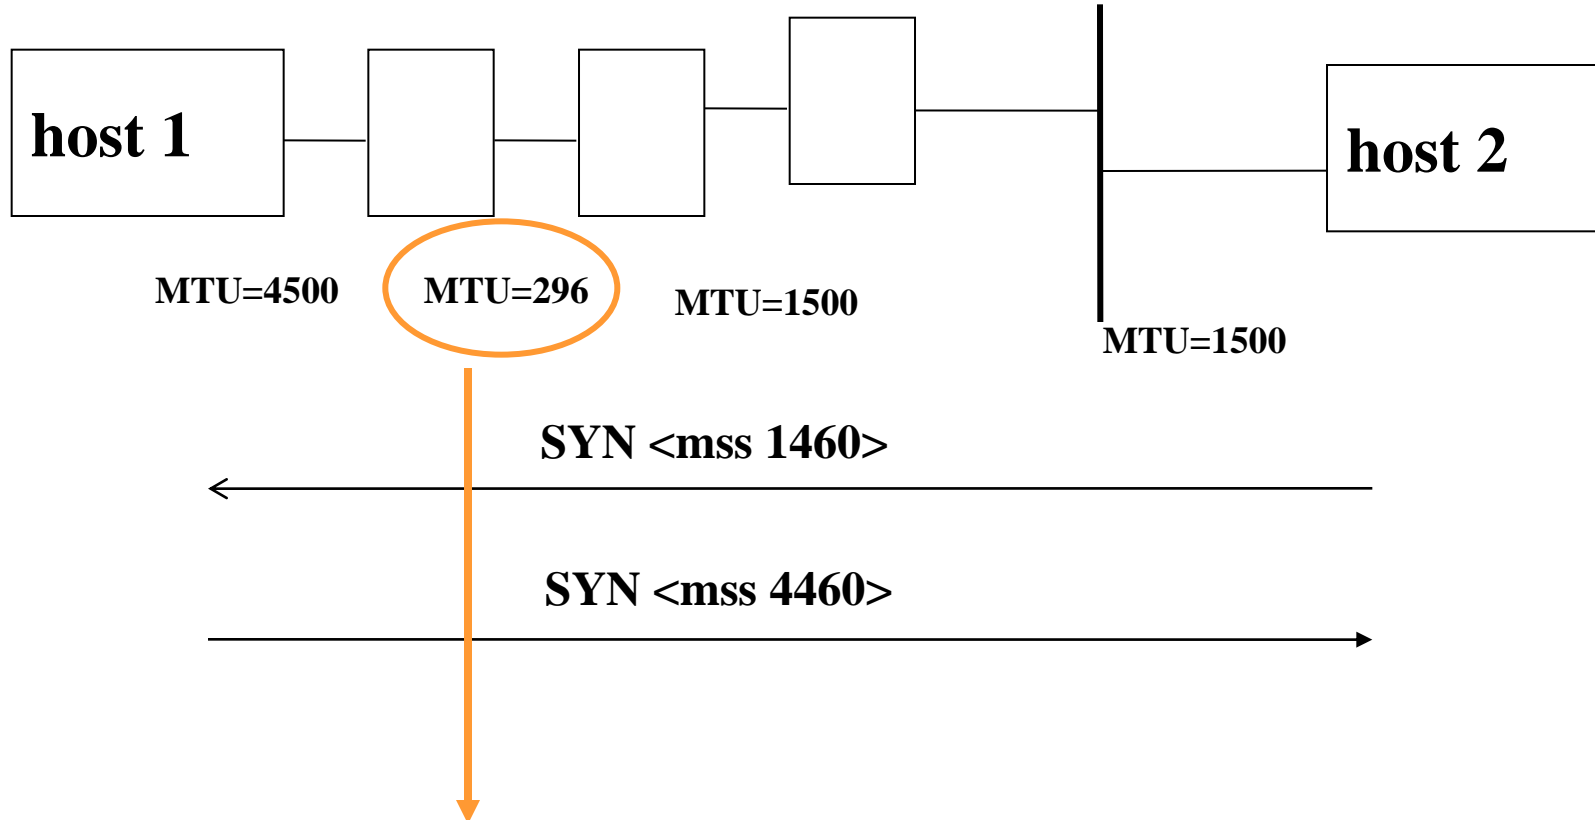 host 1
host 2
MTU=4500
MTU=296
MTU=1500
MTU=1500
SYN <mss 1460>
SYN <mss 4460>